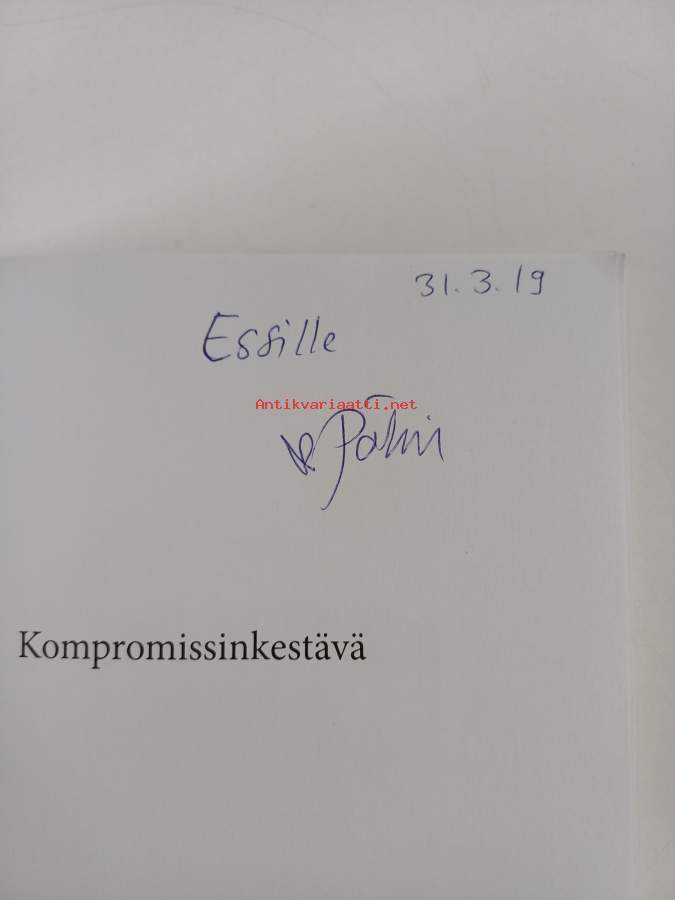 31.3.19
Essille
Antikvariaatti.net
Kompromissinkestävä